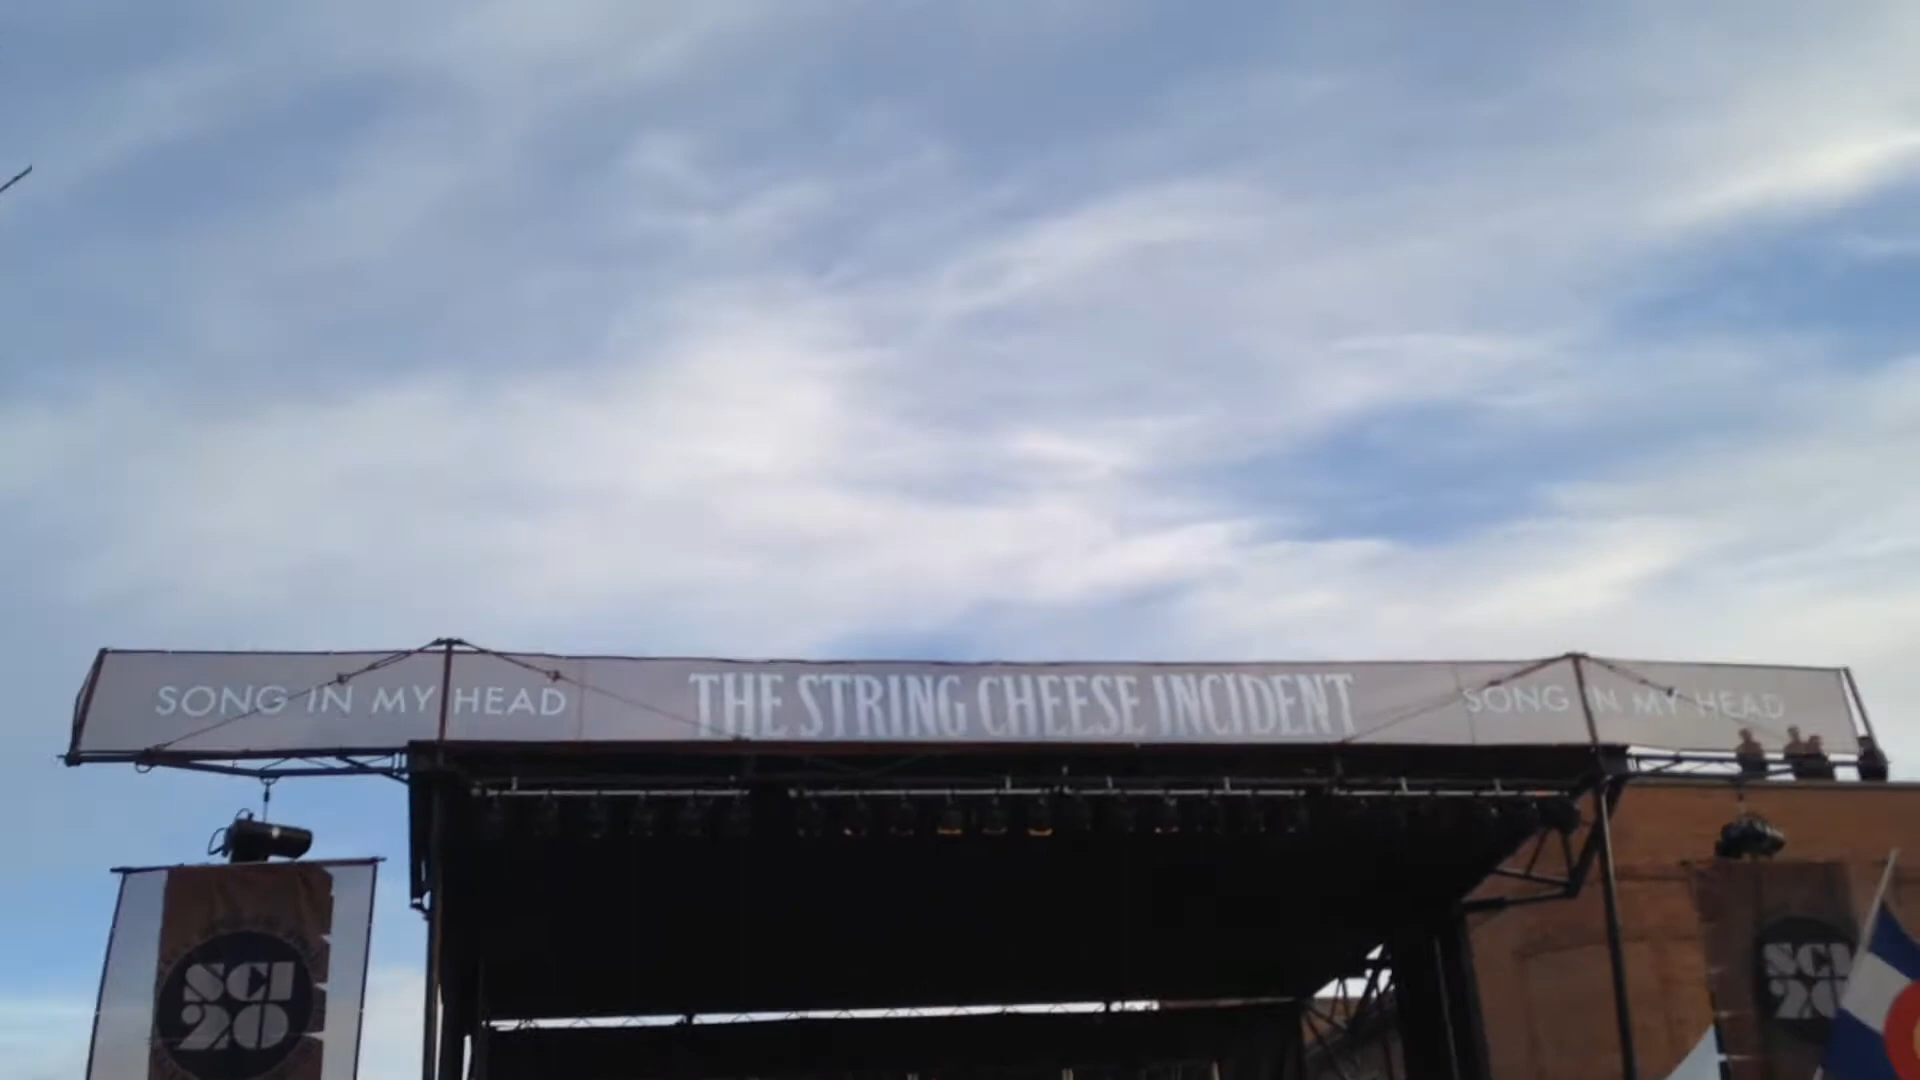 SONG IN MY HEAD
THE STRING CHEESE INCIDENT
SONG IN MY HEAD
SCI
20
SCI
20